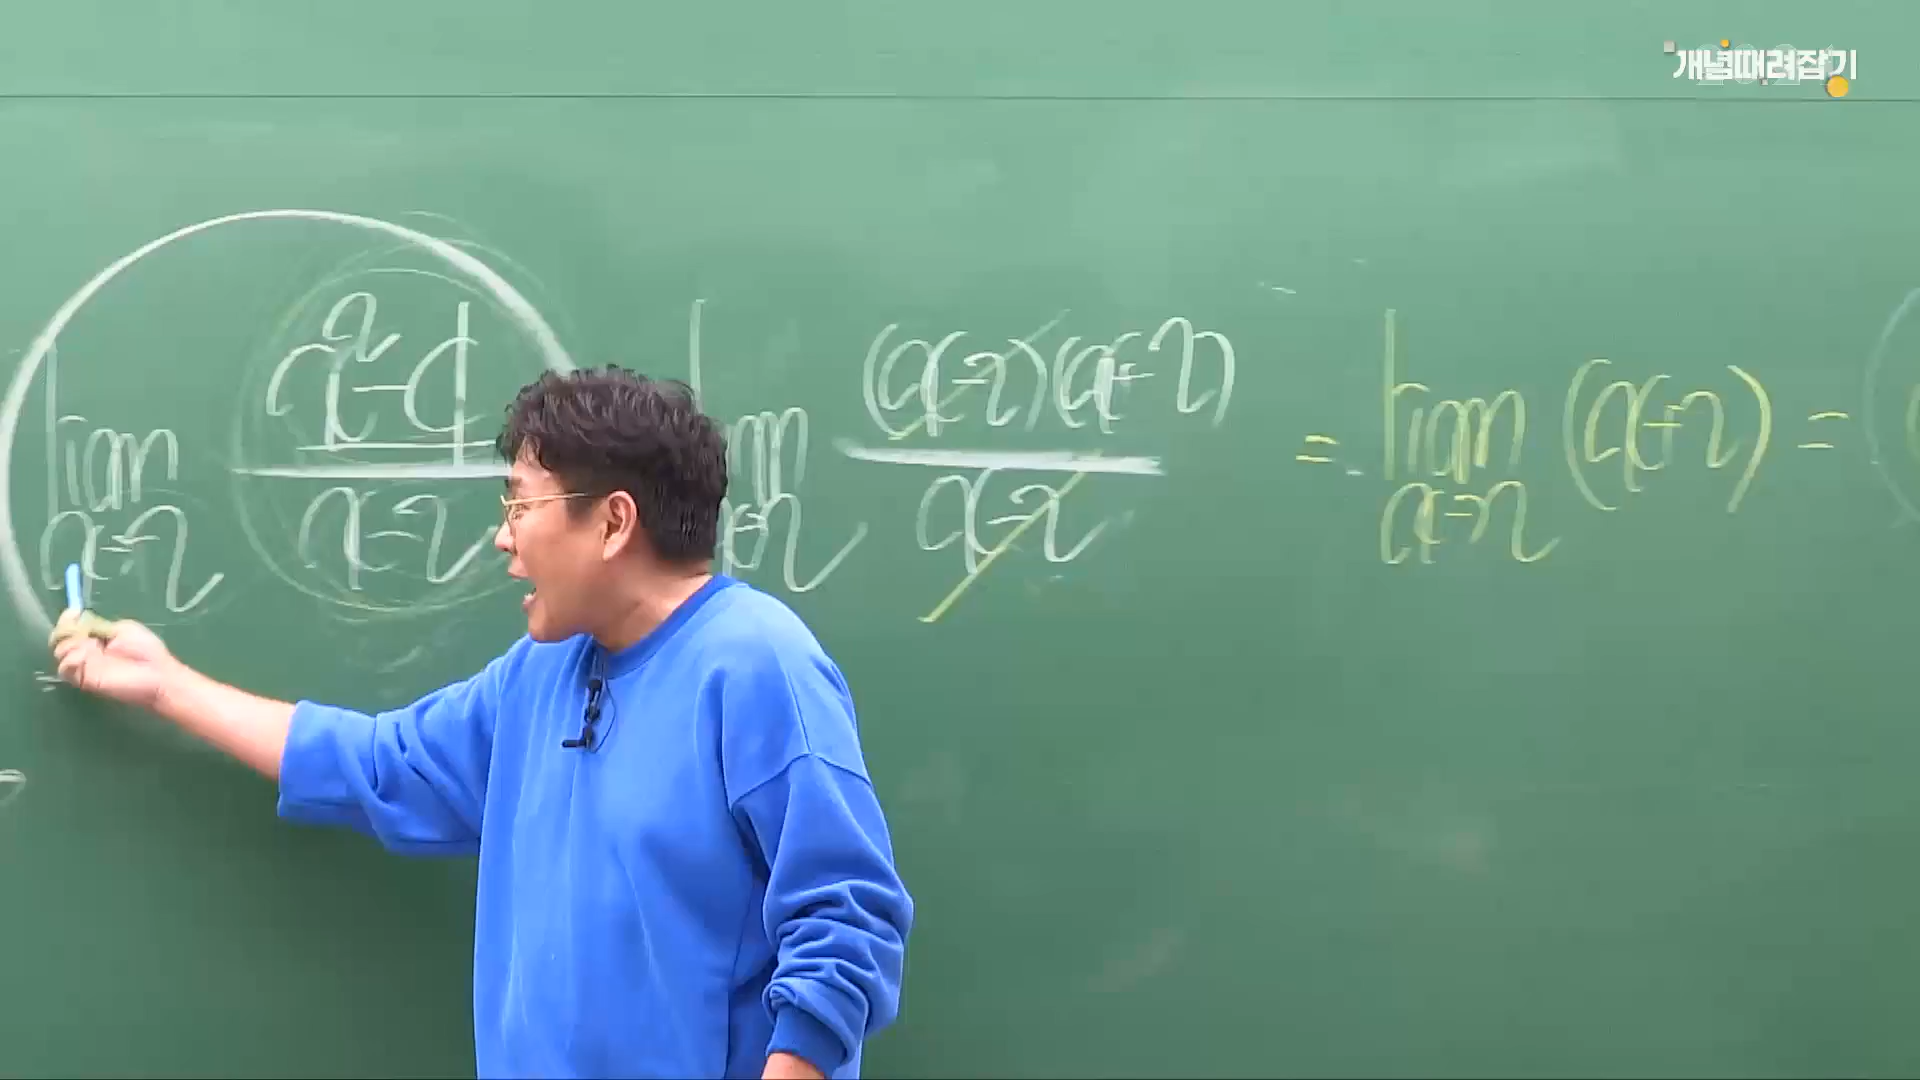 개념때려잡기
lim x→2 x²-4 / x-2 lim →2 (x-2)(x+2) / x-2 = lim x→2 (x+2) =